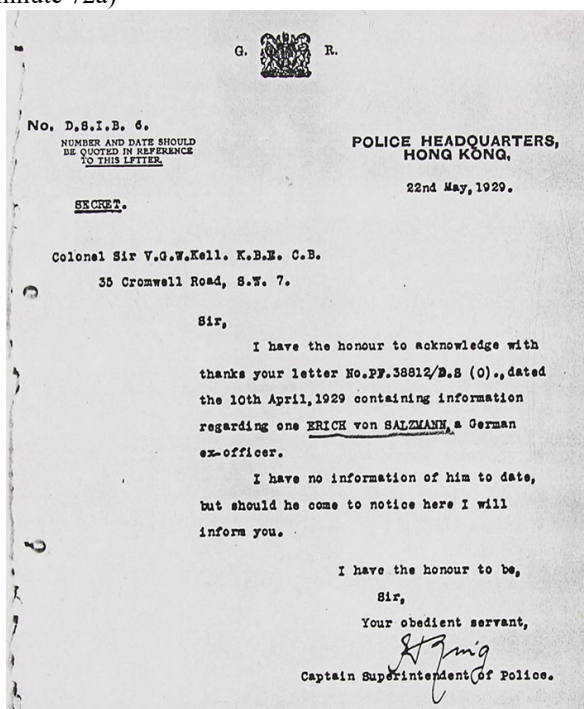 minute 72a)
G. R.
No. D.S.I.B. 6.
NUMBER AND DATE SHOULD
BE QUOTED IN REFERENCE
TO THIS LETTER.
POLICE HEADQUARTERS,
HONG KONG,
22nd May, 1929.
SECRET.
Colonel Sir V.G.W.Kell. K.B.E. C.B.
35 Cromwell Road, S.W. 7.
Sir,
I have the honour to acknowledge with
thanks your letter No.PF.38812/D.S (O)., dated
the 10th April,1929 containing information
regarding one ERICH von SALZMANN, a German
ex-officer.
I have no information of him to date,
but should he come to notice here I will
inform you.
I have the honour to be,
Sir,
Your obedient servant,
Captain Superintendent of Police.